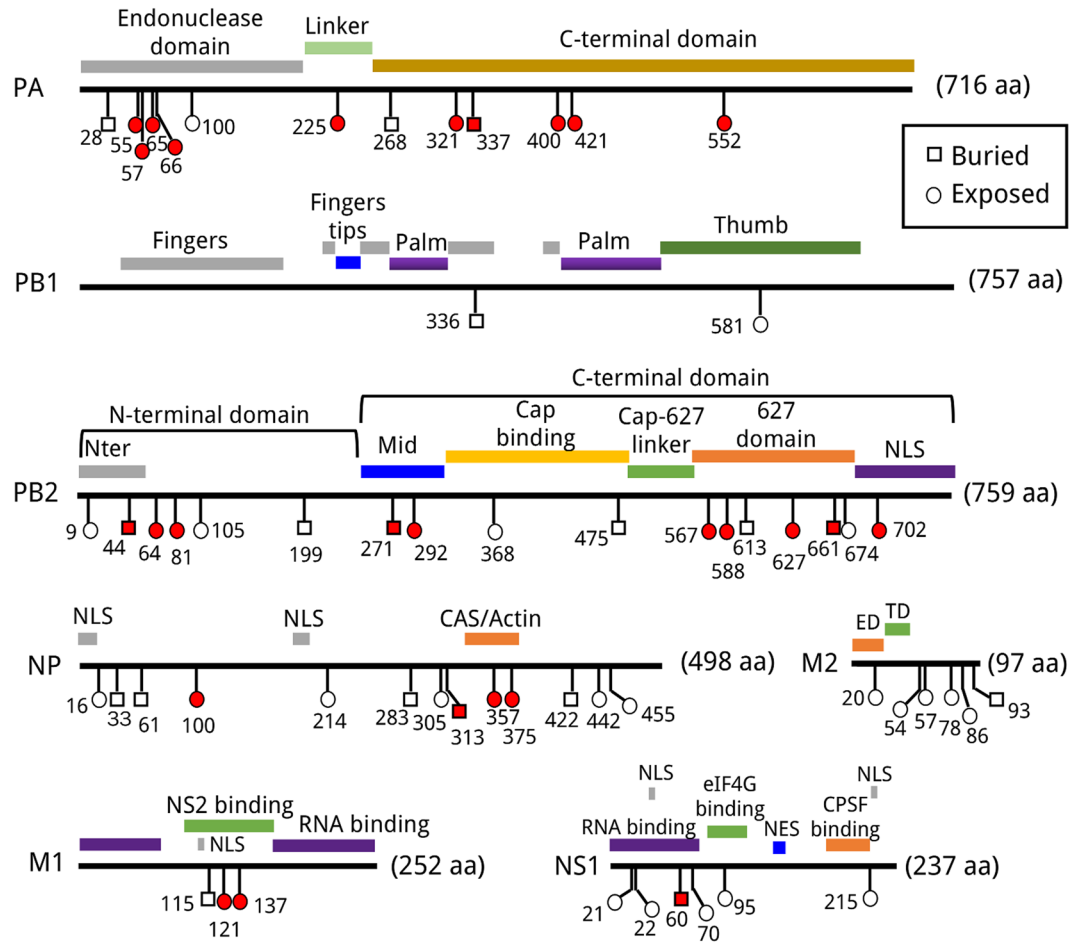 Endonuclease
domain
Linker
C-terminal domain
PA
(716 aa)
28
55
57
65
66
100
225
268
321
337
400
421
552
Buried
Exposed
Fingers
Fingers
tips
Palm
Palm
Thumb
PB1
(757 aa)
336
581
C-terminal domain
N-terminal domain
Nter
Mid
Cap
binding
Cap-627
linker
627
domain
NLS
PB2
(759 aa)
9
44
64
81
105
199
271
292
368
475
567
588
613
627
661
674
702
NLS
NLS
CAS/Actin
NP
(498 aa)
16
33
61
100
214
283
305
313
357
375
422
442
455
ED
TD
M2
(97 aa)
20
54
57
78
86
93
NS2 binding
NLS
RNA binding
M1
(252 aa)
115
121
137
NLS
eIF4G
binding
NLS
RNA binding
NES
CPSF
binding
NS1
(237 aa)
21
22
60
70
95
215